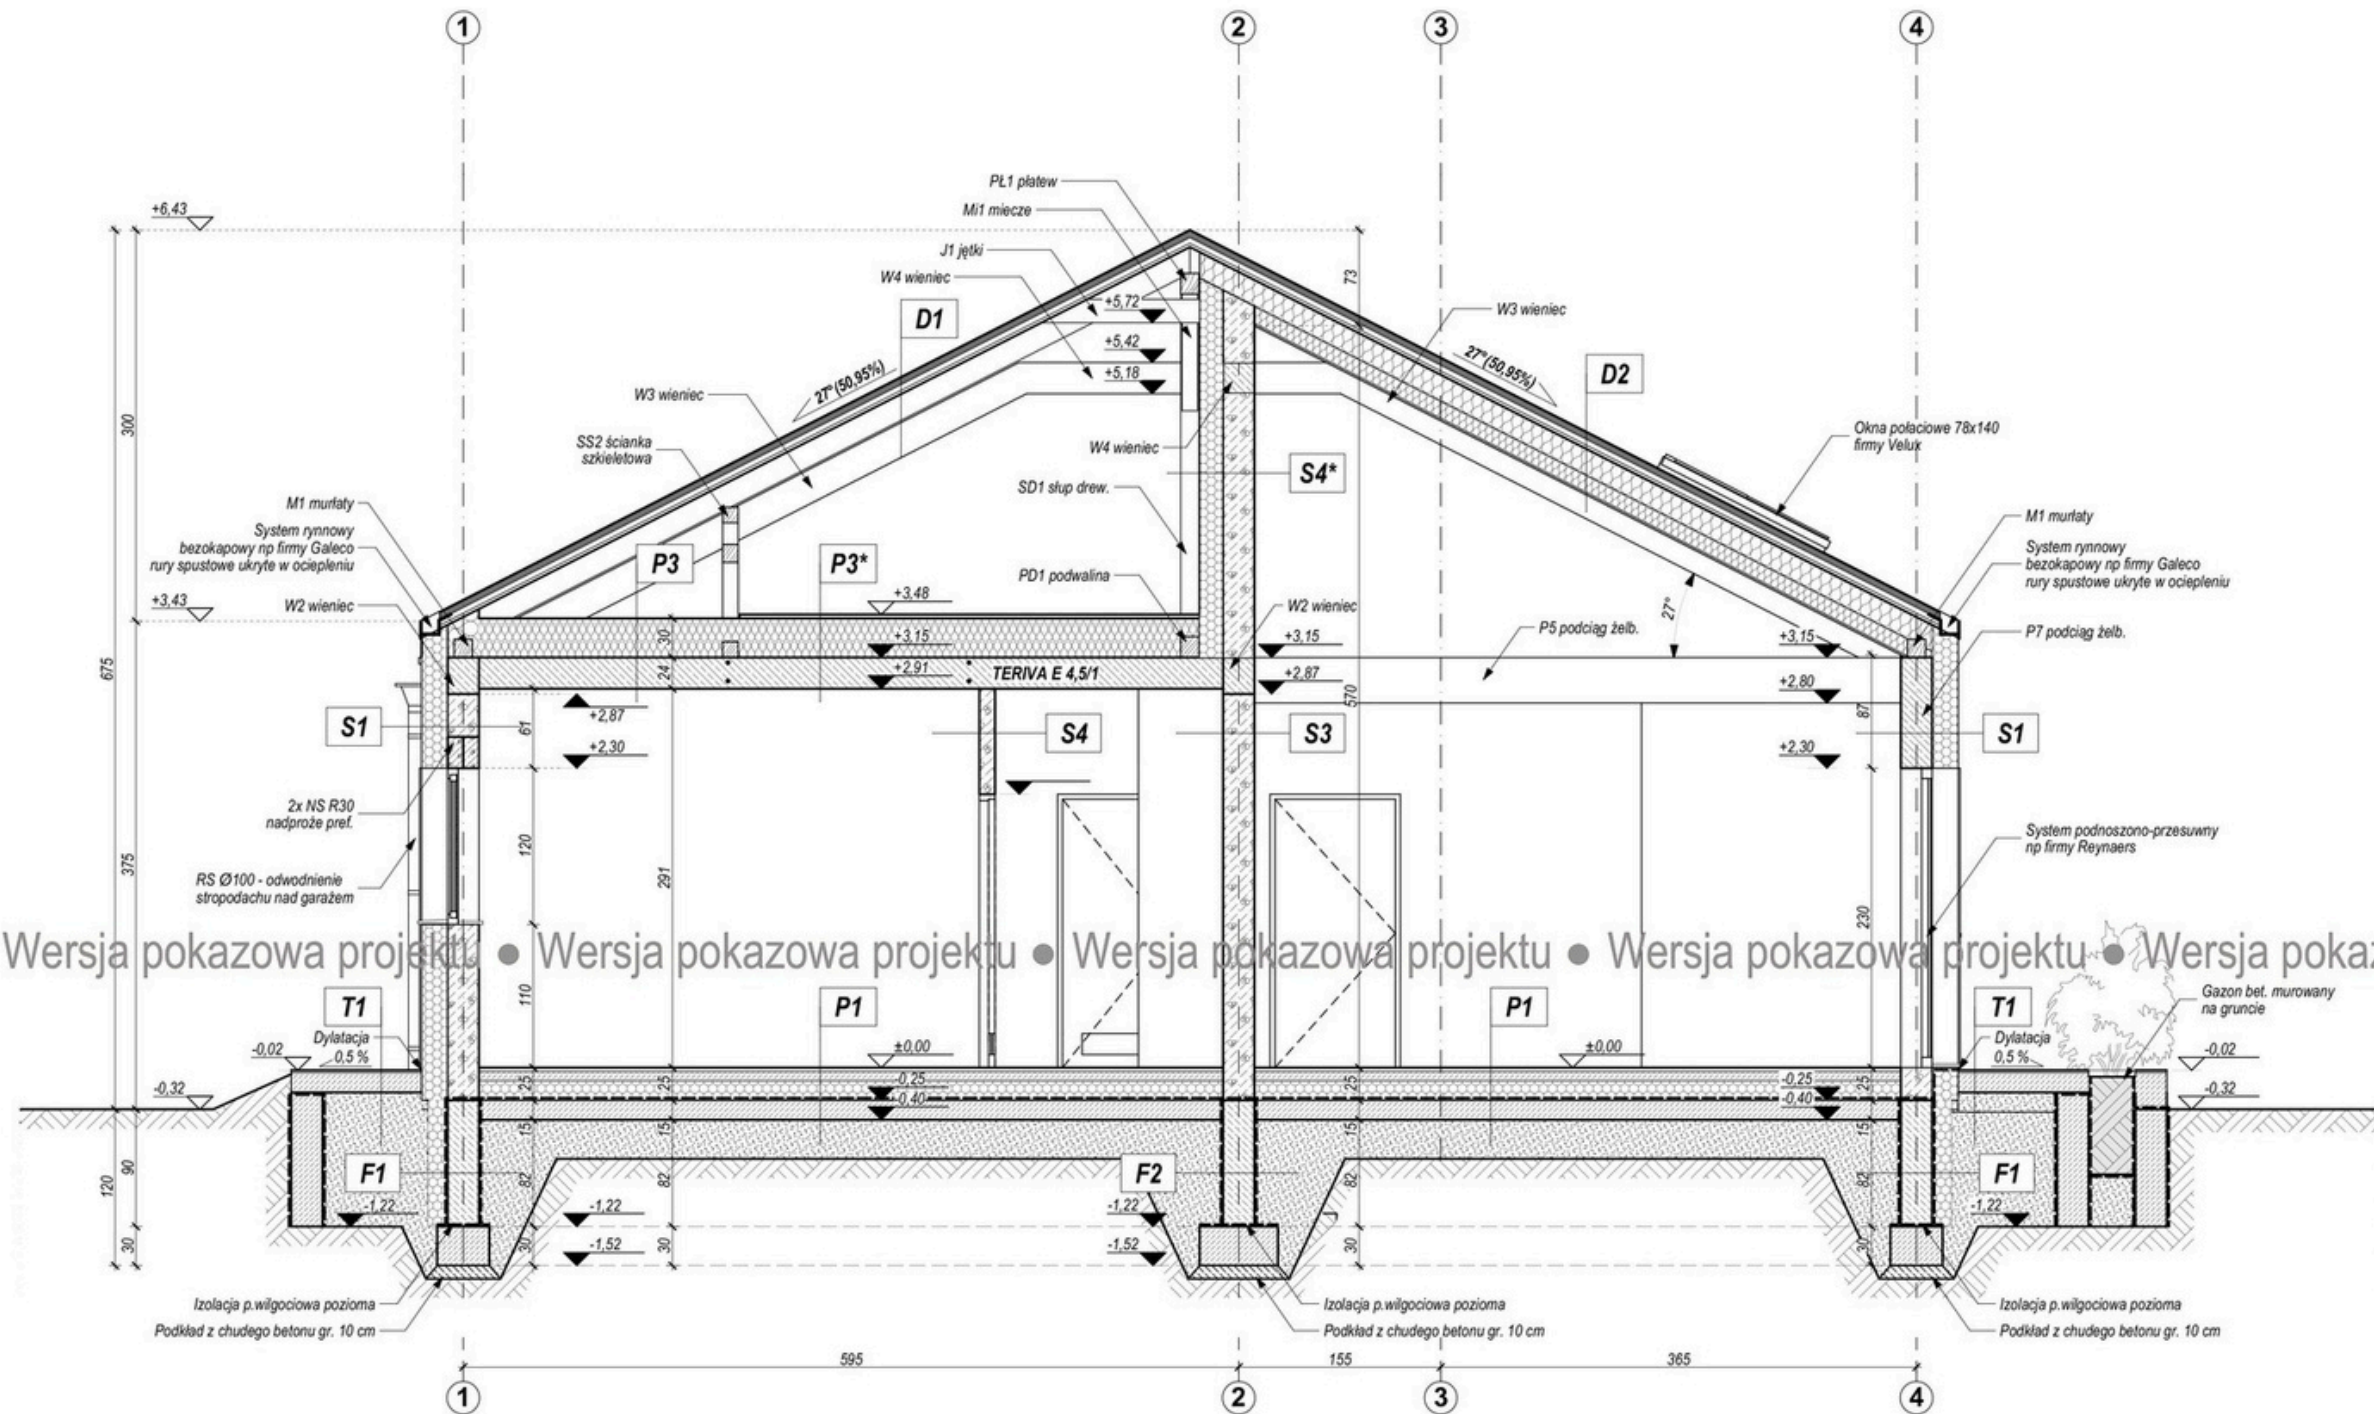 1 2 3 4
PŁ1 płatew
Mi1 miecze
+6,43
J1 jętki
W4 wieniec
73
+5,72
D1
W3 wieniec
+5,42
27° (50,95%)
27° (50,95%)
+5,18
D2
W3 wieniec
300
SS2 ścianka
szkieletowa
W4 wieniec
S4*
Okna połaciowe 78x140
firmy Velux
SD1 słup drew.
M1 murłaty
M1 murłaty
System rynnowy
bezokapowy np firmy Galeco
rury spustowe ukryte w ociepleniu
System rynnowy
bezokapowy np firmy Galeco
rury spustowe ukryte w ociepleniu
P3
P3*
PD1 podwalina
+3,43
W2 wieniec
+3,48
W2 wieniec
27°
P5 podciąg żelb.
P7 podciąg żelb.
30
+3,15
+3,15
+3,15
675
24
+2,91
TERIVA E 4,5/1
+2,87
+2,80
570
87
S1
61
+2,87
S4
S3
S1
+2,30
+2,30
2x NS R30
nadproże pref.
120
System podnoszono-przesuwny
np firmy Reynaers
375
RS Ø100 - odwodnienie
stropodachu nad garażem
291
230
Wersja pokazowa projektu ● Wersja pokazowa projektu ● Wersja pokazowa projektu ● Wersja pokazowa projektu ● Wersja pokaz
110
T1
P1
P1
T1
Gazon bet. murowany
na gruncie
Dylatacja
0,5 %
-0,02
±0,00
±0,00
Dylatacja
0,5 %
-0,02
-0,32
25
25
-0,25
25
-0,25
25
-0,32
-0,40
-0,40
15
15
15
15
120
90
F1
82
82
F2
82
82
F1
-1,22
-1,22
-1,22
-1,22
30
30
30
-1,52
-1,52
30
30
Izolacja p.wilgociowa pozioma
Podkład z chudego betonu gr. 10 cm
Izolacja p.wilgociowa pozioma
Podkład z chudego betonu gr. 10 cm
Izolacja p.wilgociowa pozioma
Podkład z chudego betonu gr. 10 cm
595 155 365
1 2 3 4